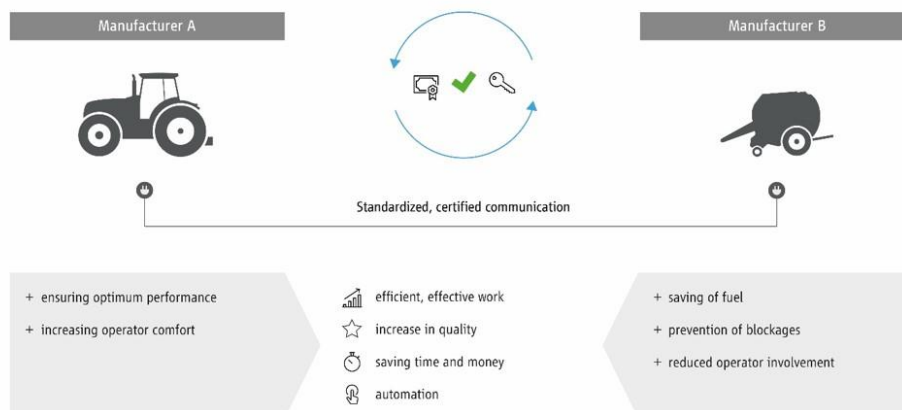 Manufacturer A
Manufacturer B
Standardized, certified communication
+ ensuring optimum performance
+ increasing operator comfort
efficient, effective work
increase in quality
saving time and money
automation
+ saving of fuel
+ prevention of blockages
+ reduced operator involvement